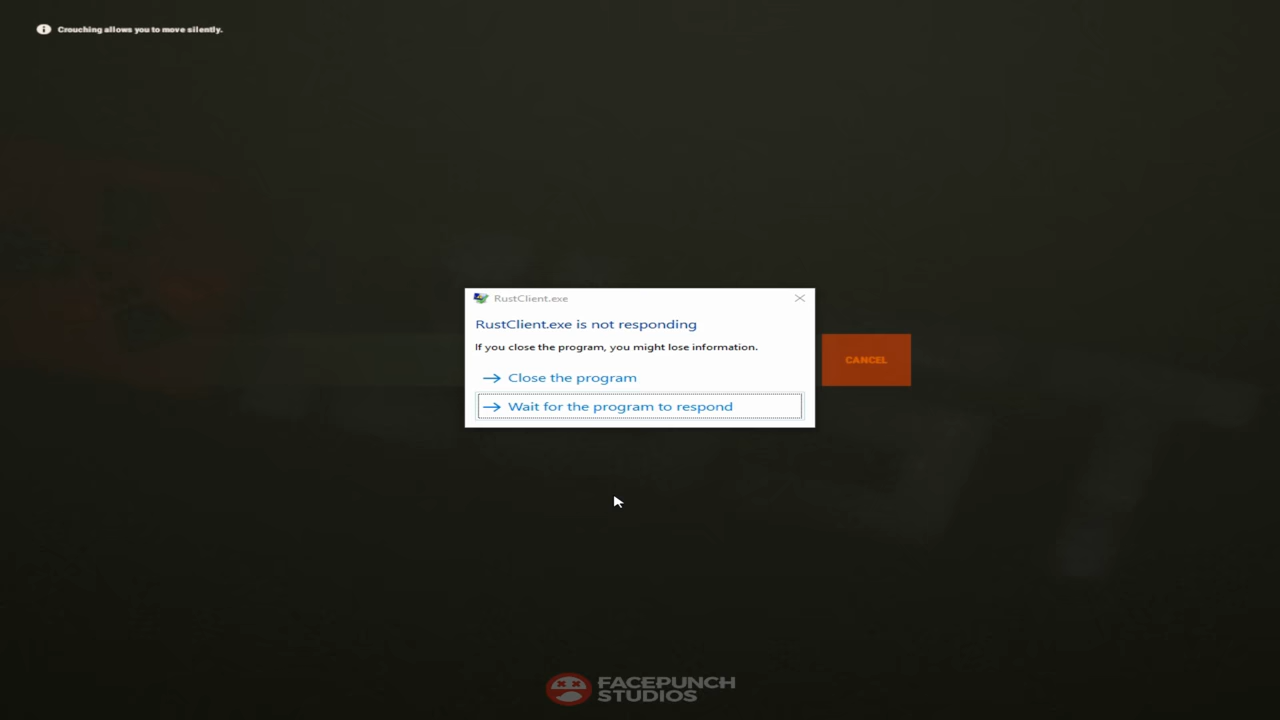 Crouching allows you to move silently.
RustClient.exe
RustClient.exe is not responding
If you close the program, you might lose information.
Close the program
Wait for the program to respond
CANCEL
FACEPUNCH
STUDIOS